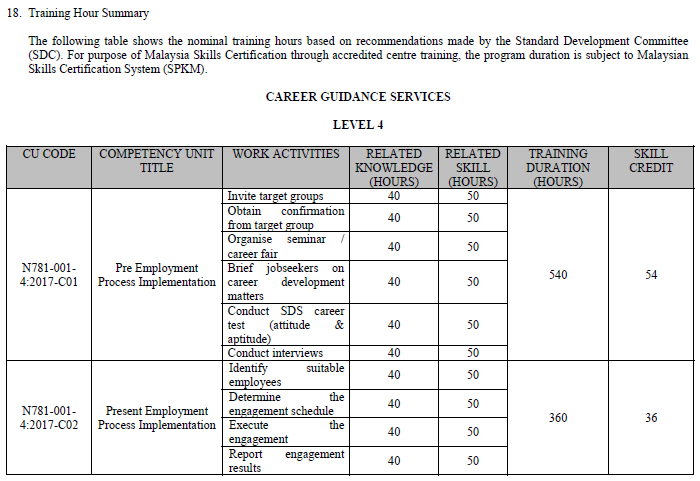 18. Training Hour Summary
The following table shows the nominal training hours based on recommendations made by the Standard Development Committee
(SDC). For purpose of Malaysia Skills Certification through accredited centre training, the program duration is subject to Malaysian
Skills Certification System (SPKM).
CAREER GUIDANCE SERVICES
LEVEL 4
CU CODE COMPETENCY UNIT TITLE WORK ACTIVITIES RELATED KNOWLEDGE (HOURS) RELATED SKILL (HOURS) TRAINING DURATION (HOURS) SKILL CREDIT
N781-001-
4:2017-C01
Pre Employment
Process Implementation
Invite target groups 40 50
Obtain confirmation
from target group 40 50
Organise seminar /
career fair 40 50
Brief jobseekers on
career development
matters 40 50
Conduct SDS career
test (attitude &
aptitude) 40 50
Conduct interviews 40 50
540 54
N781-001-
4:2017-C02
Present Employment
Process Implementation
Identify suitable
employees 40 50
Determine the
engagement schedule 40 50
Execute the
engagement 40 50
Report engagement
results 40 50
360 36